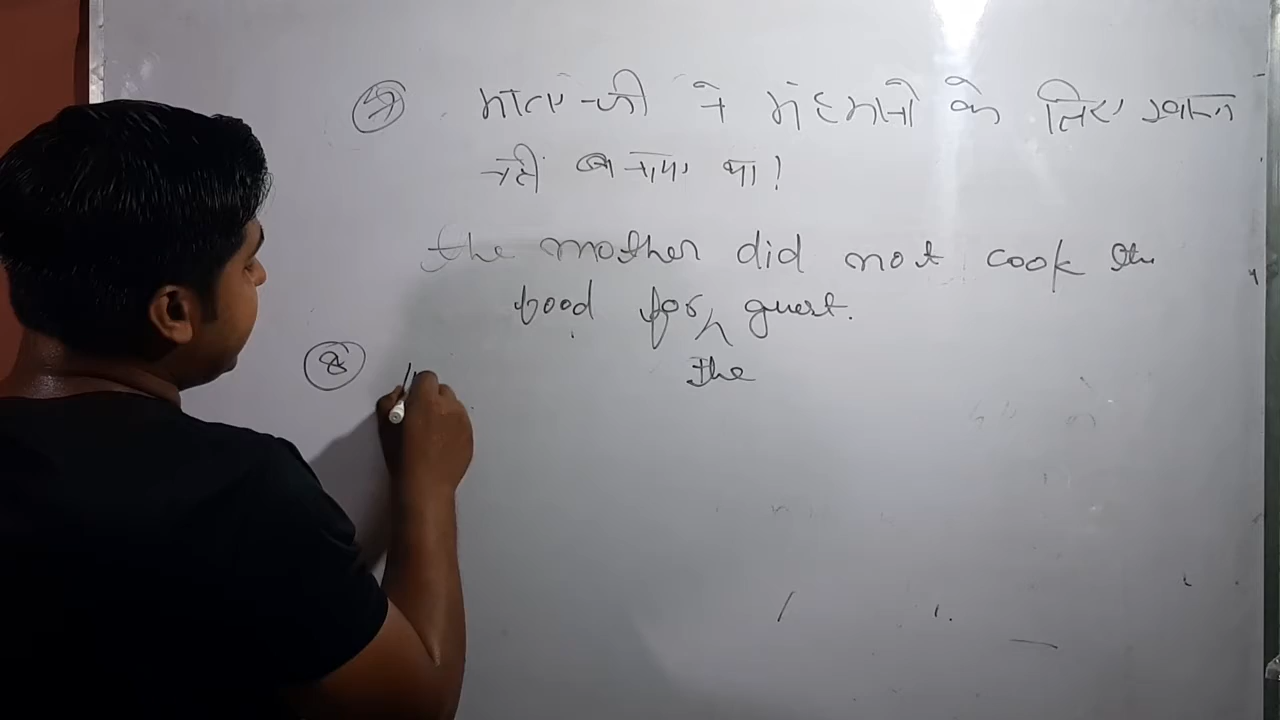 माता-जी ने मेहमानो के लिए खाना
नही बनाया था!
the mother did not cook the
food for guest.
the